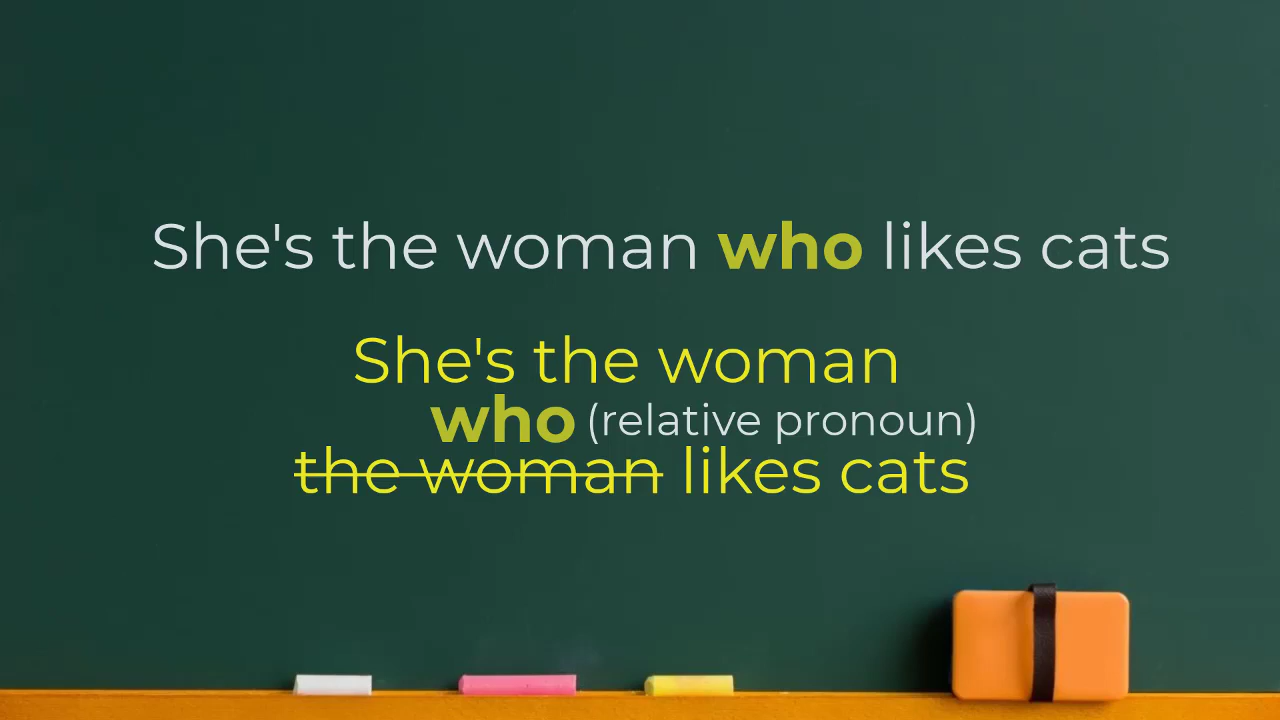 She's the woman who likes cats
She's the woman
who (relative pronoun)
the woman likes cats